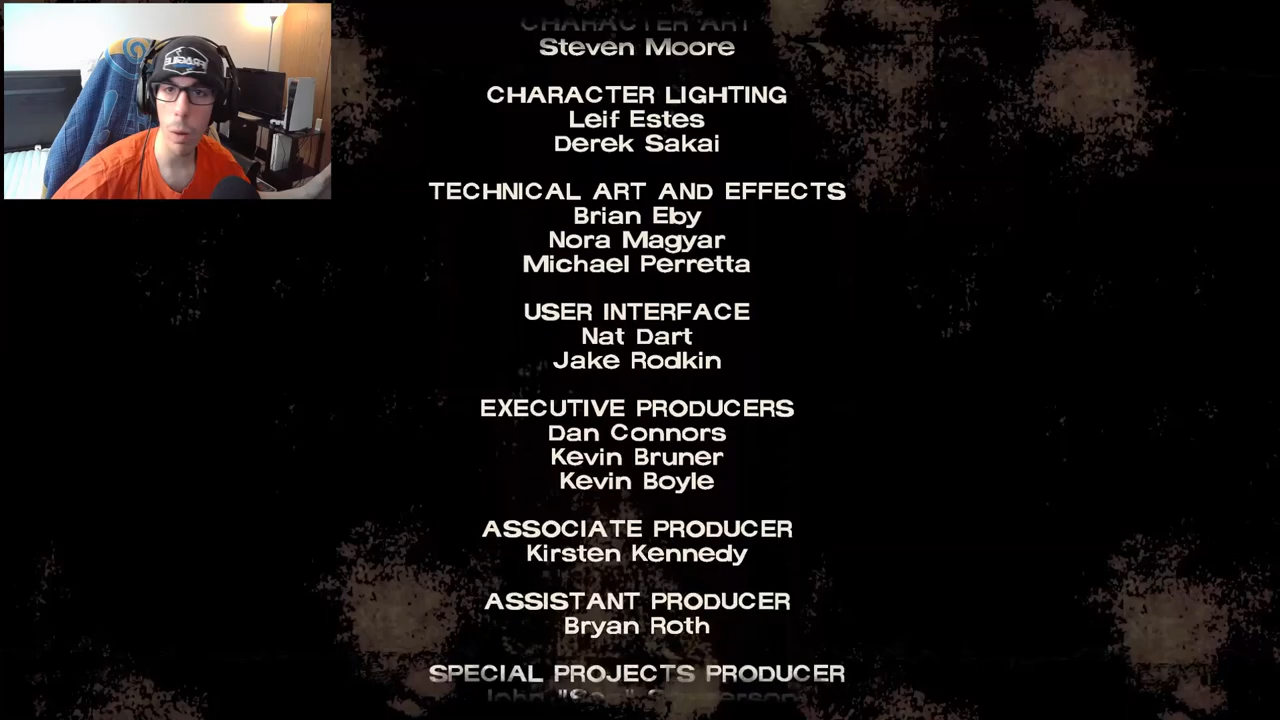 CHARACTER ART
Steven Moore
CHARACTER LIGHTING
Leif Estes
Derek Sakai
TECHNICAL ART AND EFFECTS
Brian Eby
Nora Magyar
Michael Perretta
USER INTERFACE
Nat Dart
Jake Rodkin
EXECUTIVE PRODUCERS
Dan Connors
Kevin Bruner
Kevin Boyle
ASSOCIATE PRODUCER
Kirsten Kennedy
ASSISTANT PRODUCER
Bryan Roth
SPECIAL PROJECTS PRODUCER